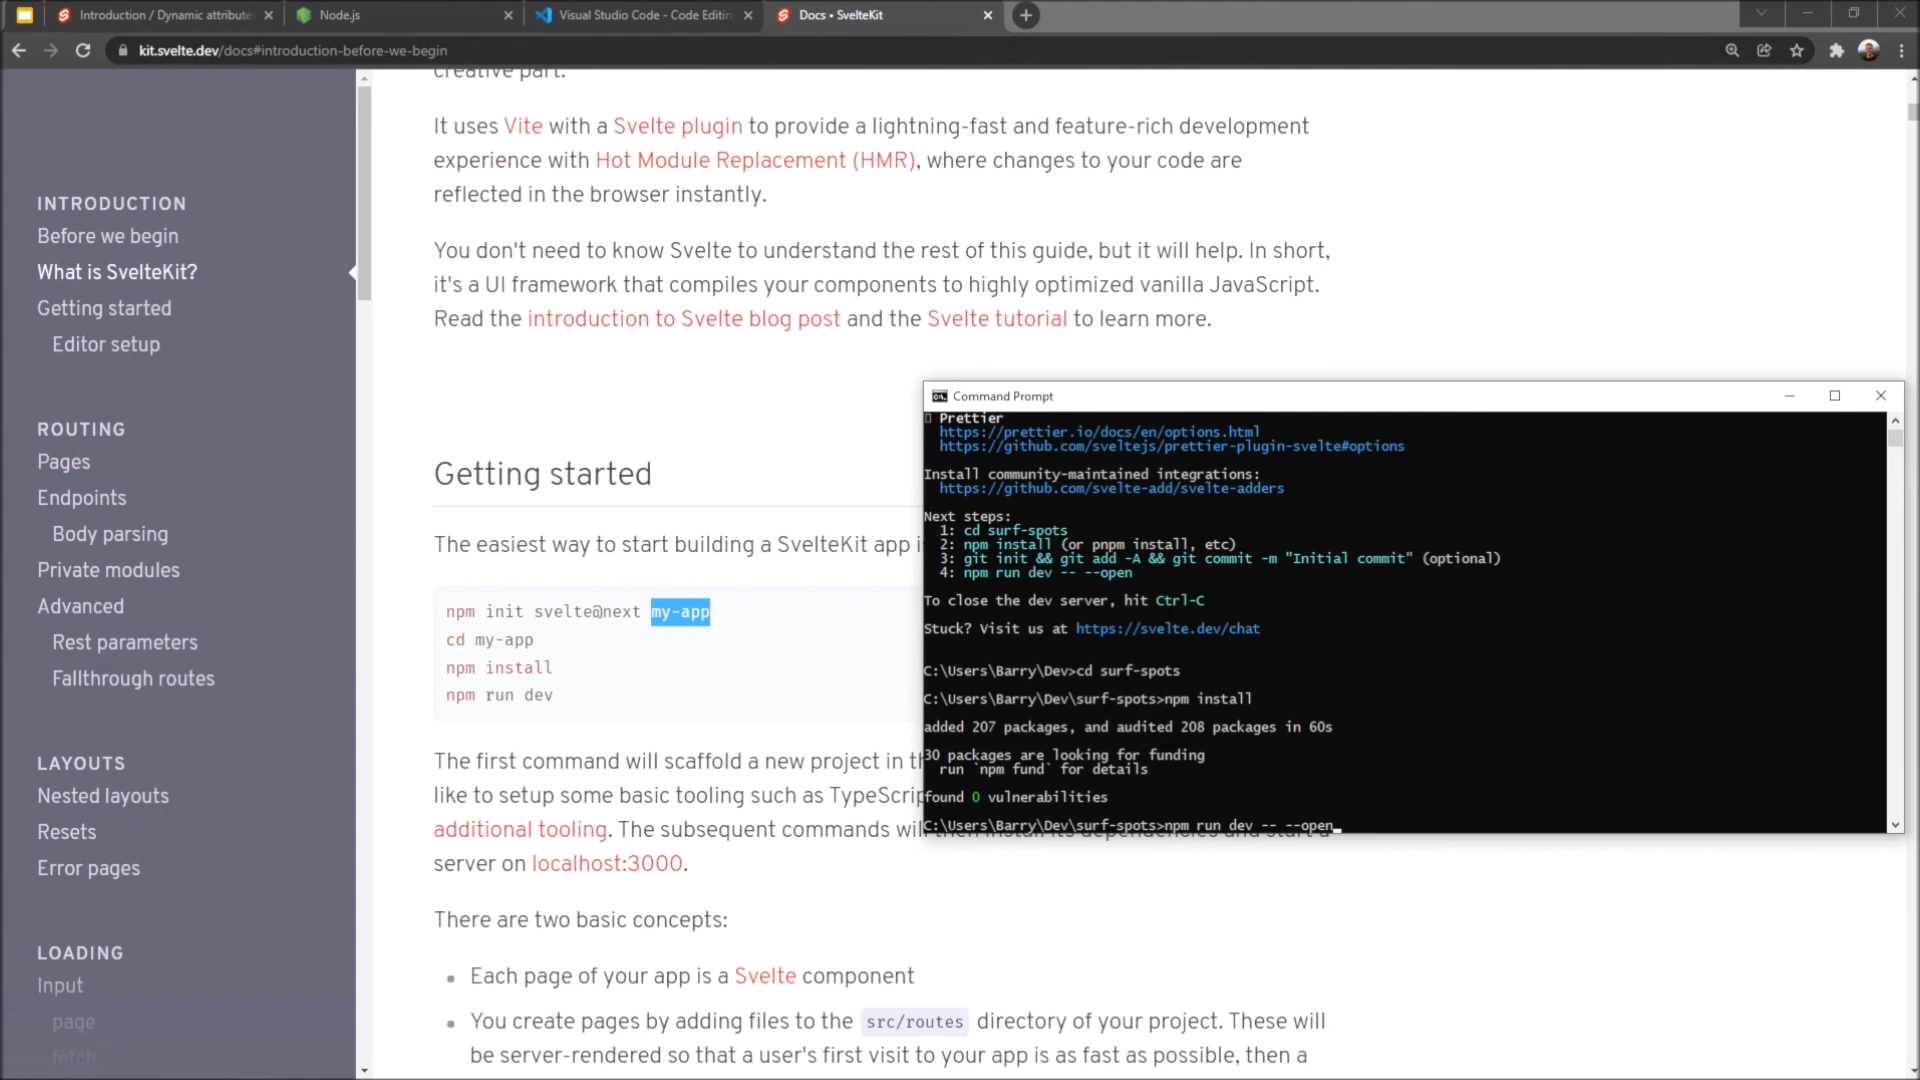 Introduction / Dynamic attribute
Node.js
Visual Studio Code - Code Editin
Docs • SvelteKit
kit.svelte.dev/docs#introduction-before-we-begin
INTRODUCTION
Before we begin
What is SvelteKit?
Getting started
Editor setup
ROUTING
Pages
Endpoints
Body parsing
Private modules
Advanced
Rest parameters
Fallthrough routes
LAYOUTS
Nested layouts
Resets
Error pages
LOADING
Input
page
fetch
creative part.
It uses Vite with a Svelte plugin to provide a lightning-fast and feature-rich development
experience with Hot Module Replacement (HMR), where changes to your code are
reflected in the browser instantly.
You don't need to know Svelte to understand the rest of this guide, but it will help. In short,
it's a UI framework that compiles your components to highly optimized vanilla JavaScript.
Read the introduction to Svelte blog post and the Svelte tutorial to learn more.
Getting started
The easiest way to start building a SvelteKit app i
npm init svelte@next my-app
cd my-app
npm install
npm run dev
The first command will scaffold a new project in th
like to setup some basic tooling such as TypeScrip
additional tooling. The subsequent commands will then install its dependencies and start a
server on localhost:3000.
There are two basic concepts:
Each page of your app is a Svelte component
You create pages by adding files to the src/routes directory of your project. These will
be server-rendered so that a user's first visit to your app is as fast as possible, then a
Command Prompt
Prettier
https://prettier.io/docs/en/options.html
https://github.com/sveltejs/prettier-plugin-svelte#options
Install community-maintained integrations:
https://github.com/svelte-add/svelte-adders
Next steps:
1: cd surf-spots
2: npm install (or pnpm install, etc)
3: git init && git add -A && git commit -m "Initial commit" (optional)
4: npm run dev -- --open
To close the dev server, hit Ctrl-C
Stuck? Visit us at https://svelte.dev/chat
C:\Users\Barry\Dev>cd surf-spots
C:\Users\Barry\Dev\surf-spots>npm install
added 207 packages, and audited 208 packages in 60s
30 packages are looking for funding
run `npm fund` for details
found 0 vulnerabilities
C:\Users\Barry\Dev\surf-spots>npm run dev -- --open